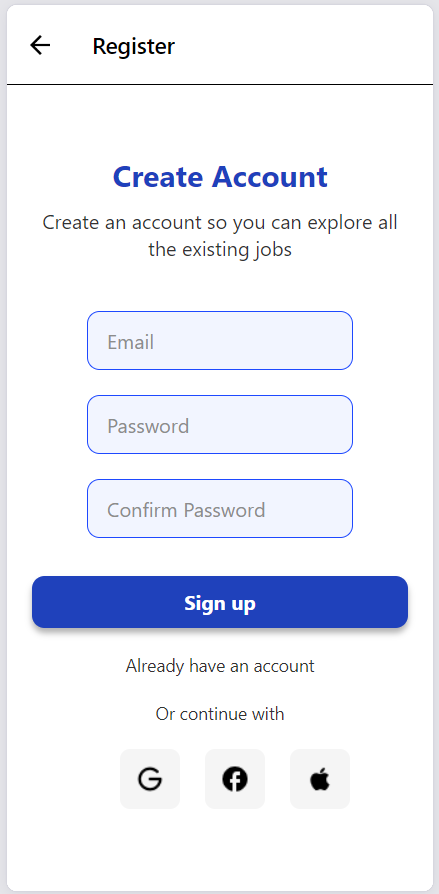 Register
Create Account
Create an account so you can explore all
the existing jobs
Email
Password
Confirm Password
Sign up
Already have an account
Or continue with